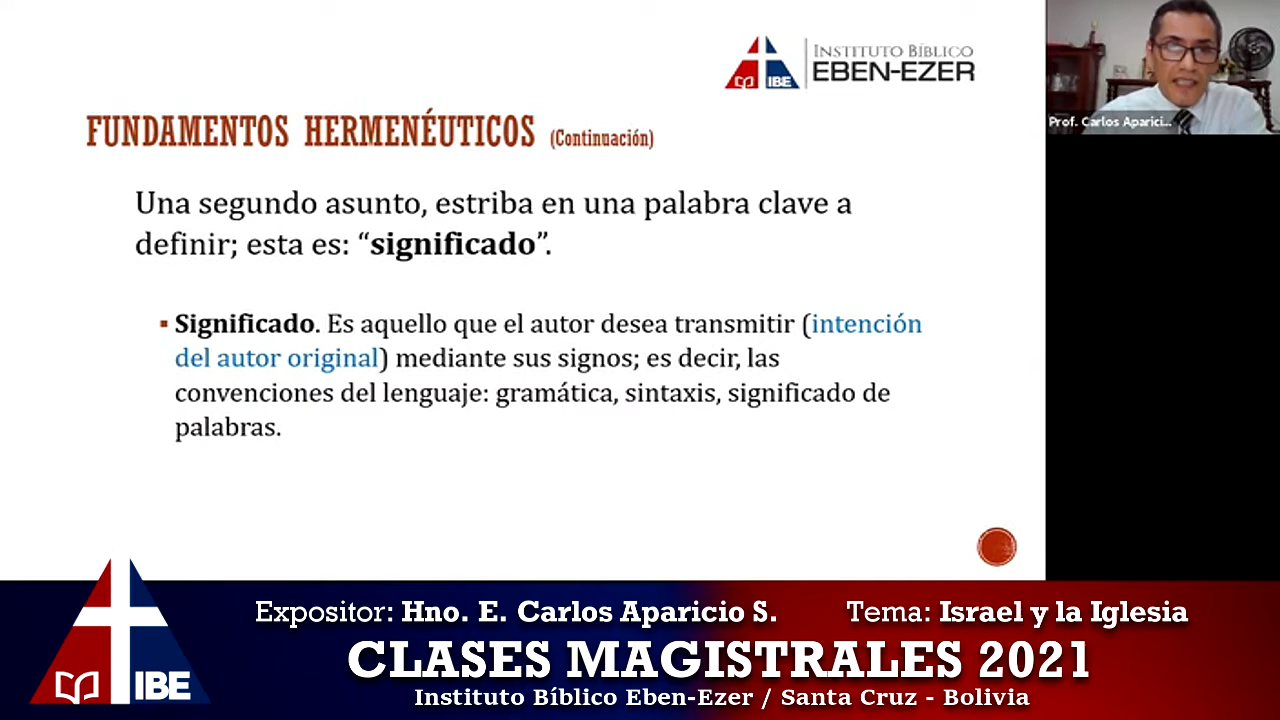 INSTITUTO BÍBLICO
EBEN-EZER
IBE
Prof. Carlos Aparici...
FUNDAMENTOS HERMENÉUTICOS (Continuación)
Una segundo asunto, estriba en una palabra clave a
definir; esta es: “significado”.
▪ Significado. Es aquello que el autor desea transmitir (intención
del autor original) mediante sus signos; es decir, las
convenciones del lenguaje: gramática, sintaxis, significado de
palabras.
IBE
Expositor: Hno. E. Carlos Aparicio S. Tema: Israel y la Iglesia
CLASES MAGISTRALES 2021
Instituto Bíblico Eben-Ezer / Santa Cruz - Bolivia